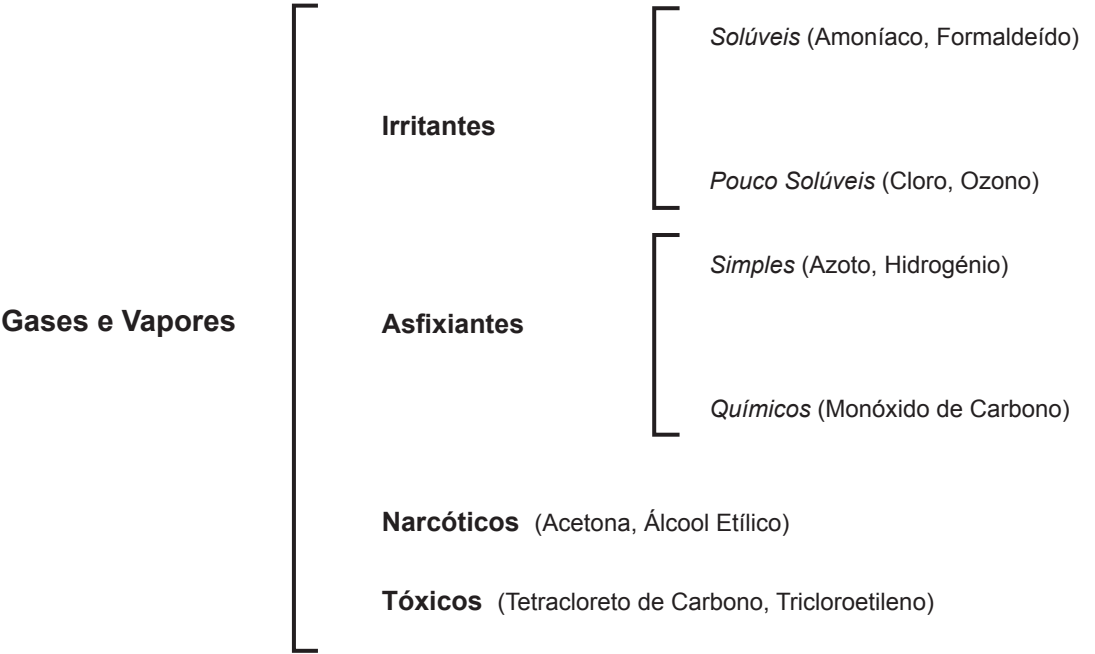 Solúveis (Amoníaco, Formaldeído)
Irritantes
Pouco Solúveis (Cloro, Ozono)
Simples (Azoto, Hidrogénio)
Gases e Vapores
Asfixiantes
Químicos (Monóxido de Carbono)
Narcóticos (Acetona, Álcool Etílico)
Tóxicos (Tetracloreto de Carbono, Tricloroetileno)